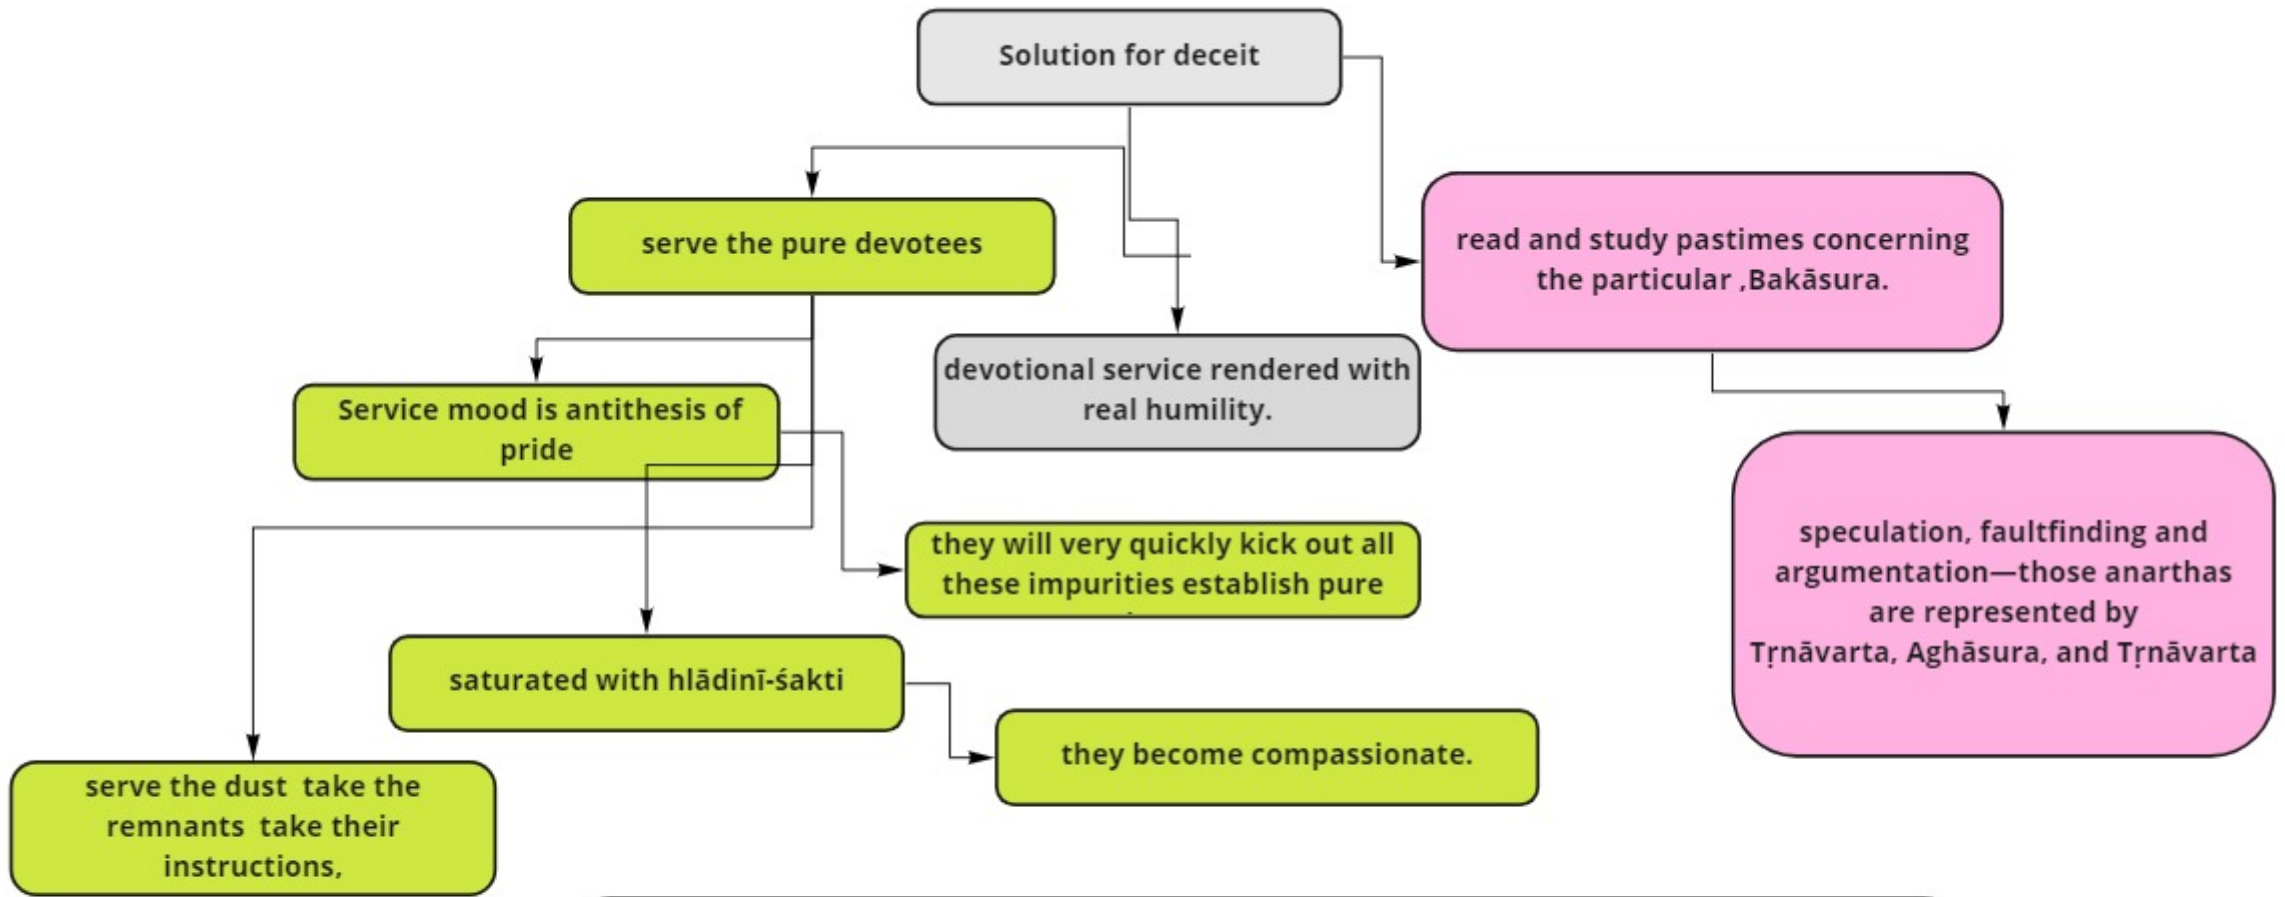 Solution for deceit
serve the pure devotees
read and study pastimes concerning
the particular ,Bakāsura.
devotional service rendered with
real humility.
Service mood is antithesis of
pride
they will very quickly kick out all
these impurities establish pure
speculation, faultfinding and
argumentation—those anarthas
are represented by
Tṛnāvarta, Aghāsura, and Tṛnāvarta
saturated with hlādinī-śakti
they become compassionate.
serve the dust  take the
remnants  take their
instructions,